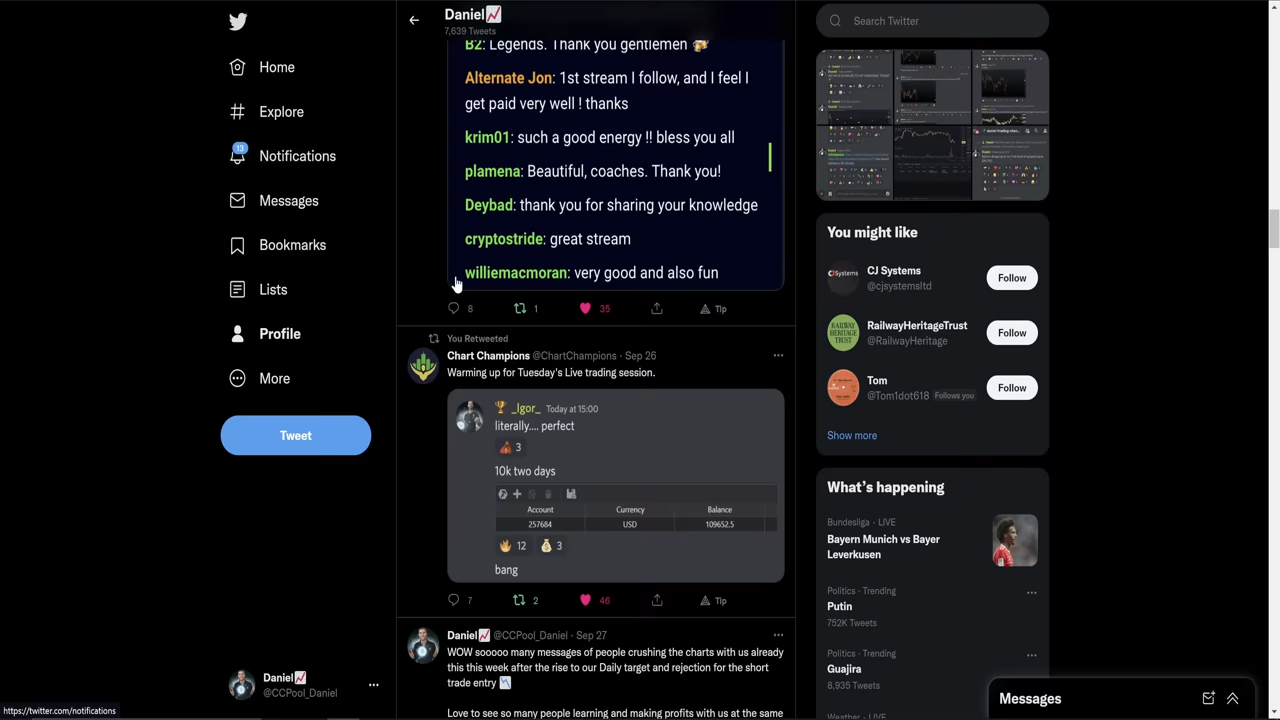 Home
Explore
13
Notifications
Messages
Bookmarks
Lists
Profile
More
Tweet
Daniel
@CCPool_Daniel
https://twitter.com/notifications
Daniel
7,639 Tweets
B2: Legends. Thank you gentlemen
Alternate Jon: 1st stream I follow, and I feel I
get paid very well ! thanks
krim01: such a good energy !! bless you all
plamena: Beautiful, coaches. Thank you!
Deybad: thank you for sharing your knowledge
cryptostride: great stream
williemacmoran: very good and also fun
8
1
35
Tip
You Retweeted
Chart Champions @ChartChampions · Sep 26
Warming up for Tuesday's Live trading session.
_Igor_ Today at 15:00
literally.... perfect
3
10k two days
Account Currency Balance
257684 USD 109652.5
12
3
bang
7
2
46
Tip
Daniel @CCPool_Daniel · Sep 27
WOW sooooo many messages of people crushing the charts with us already
this this week after the rise to our Daily target and rejection for the short
trade entry
Love to see so many people learning and making profits with us at the same
Search Twitter
You might like
CJSystems
CJ Systems
@cjsystemsltd
Follow
RAILWAY
HERITAGE
TRUST
RailwayHeritageTrust
@RailwayHeritage
Follow
Tom
@Tom1dot618 Follows you
Follow
Show more
What's happening
Bundesliga · LIVE
Bayern Munich vs Bayer
Leverkusen
Politics · Trending
Putin
752K Tweets
Politics · Trending
Guajira
8,935 Tweets
Messages